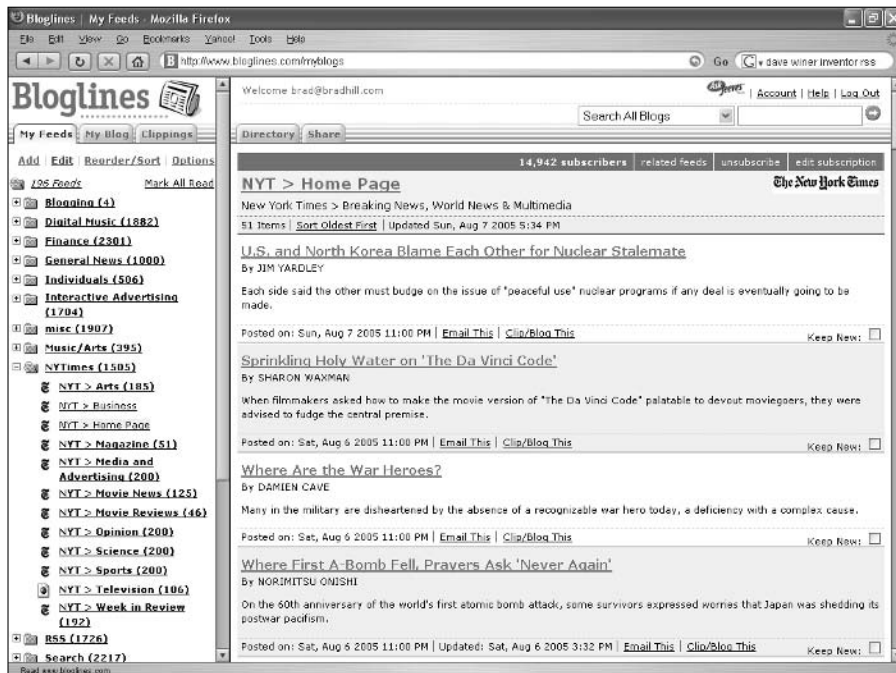 Bloglines | My Feeds - Mozilla Firefox
File Edit View Go Bookmarks Yahoo! Tools Help
http://www.bloglines.com/myblogs Go dave winer inventor rss
Bloglines
Welcome brad@bradhill.com
Account | Help | Log Out
Search All Blogs
My Feeds My Blog Clippings
Directory Share
Add | Edit | Reorder/Sort | Options
196 Feeds Mark All Read
Blogging (4)
Digital Music (1882)
Finance (2301)
General News (1000)
Individuals (506)
Interactive Advertising
(1704)
misc (1907)
Music/Arts (395)
NYTimes (1505)
NYT > Arts (185)
NYT > Business
NYT > Home Page
NYT > Magazine (51)
NYT > Media and
Advertising (200)
NYT > Movie News (125)
NYT > Movie Reviews (46)
NYT > Opinion (200)
NYT > Science (200)
NYT > Sports (200)
NYT > Television (106)
NYT > Week in Review
(192)
RSS (1726)
Search (2217)
14,942 subscribers | related feeds | unsubscribe | edit subscription
NYT > Home Page
The New York Times
New York Times > Breaking News, World News & Multimedia
51 Items | Sort Oldest First | Updated Sun, Aug 7 2005 5:34 PM
U.S. and North Korea Blame Each Other for Nuclear Stalemate
By JIM YARDLEY
Each side said the other must budge on the issue of "peaceful use" nuclear programs if any deal is eventually going to be
made.
Posted on: Sun, Aug 7 2005 11:00 PM | Email This | Clip/Blog This
Keep New:
Sprinkling Holy Water on 'The Da Vinci Code'
By SHARON WAXMAN
When filmmakers asked how to make the movie version of "The Da Vinci Code" palatable to devout moviegoers, they were
advised to fudge the central premise.
Posted on: Sat, Aug 6 2005 11:00 PM | Email This | Clip/Blog This
Keep New:
Where Are the War Heroes?
By DAMIEN CAVE
Many in the military are disheartened by the absence of a recognizable war hero today, a deficiency with a complex cause.
Posted on: Sat, Aug 6 2005 11:00 PM | Email This | Clip/Blog This
Keep New:
Where First A-Bomb Fell, Prayers Ask 'Never Again'
By NORIMITSU ONISHI
On the 60th anniversary of the world's first atomic bomb attack, some survivors expressed worries that Japan was shedding its
postwar pacifism.
Posted on: Sat, Aug 6 2005 11:00 PM | Updated: Sat, Aug 6 2005 3:32 PM | Email This | Clip/Blog This
Keep New:
Read www.bloglines.com